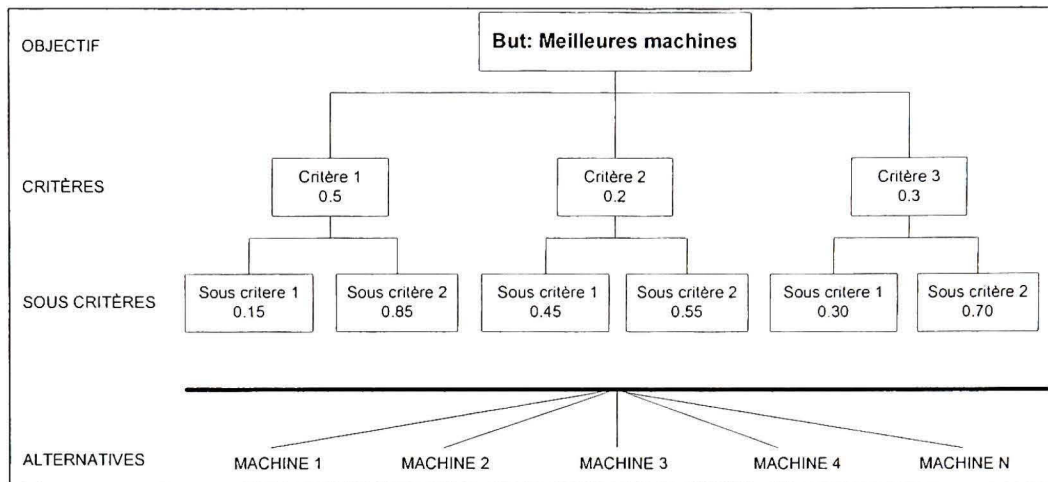 OBJECTIF
But: Meilleures machines
CRITÈRES
Critère 1
0.5
Critère 2
0.2
Critère 3
0.3
SOUS CRITÈRES
Sous critere 1
0.15
Sous critère 2
0.85
Sous critère 1
0.45
Sous critère 2
0.55
Sous critère 1
0.30
Sous critère 2
0.70
ALTERNATIVES
MACHINE 1
MACHINE 2
MACHINE 3
MACHINE 4
MACHINE N